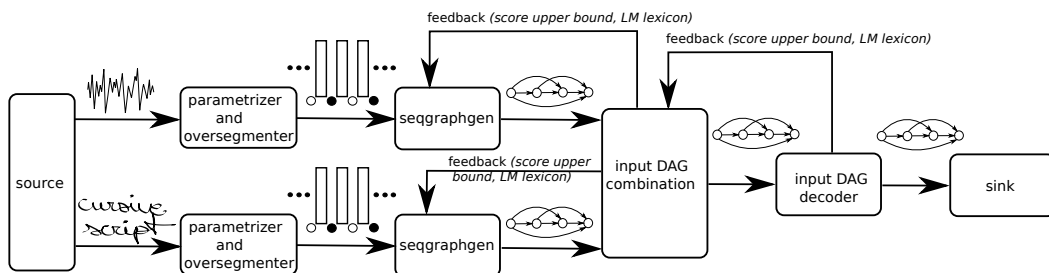 feedback (score upper bound, LM lexicon)
feedback (score upper bound, LM lexicon)
source
parametrizer
and
oversegmenter
seqgraphgen
feedback (score upper
bound, LM lexicon)
input DAG
combination
input DAG
decoder
sink
cursive
script
parametrizer
and
oversegmenter
seqgraphgen